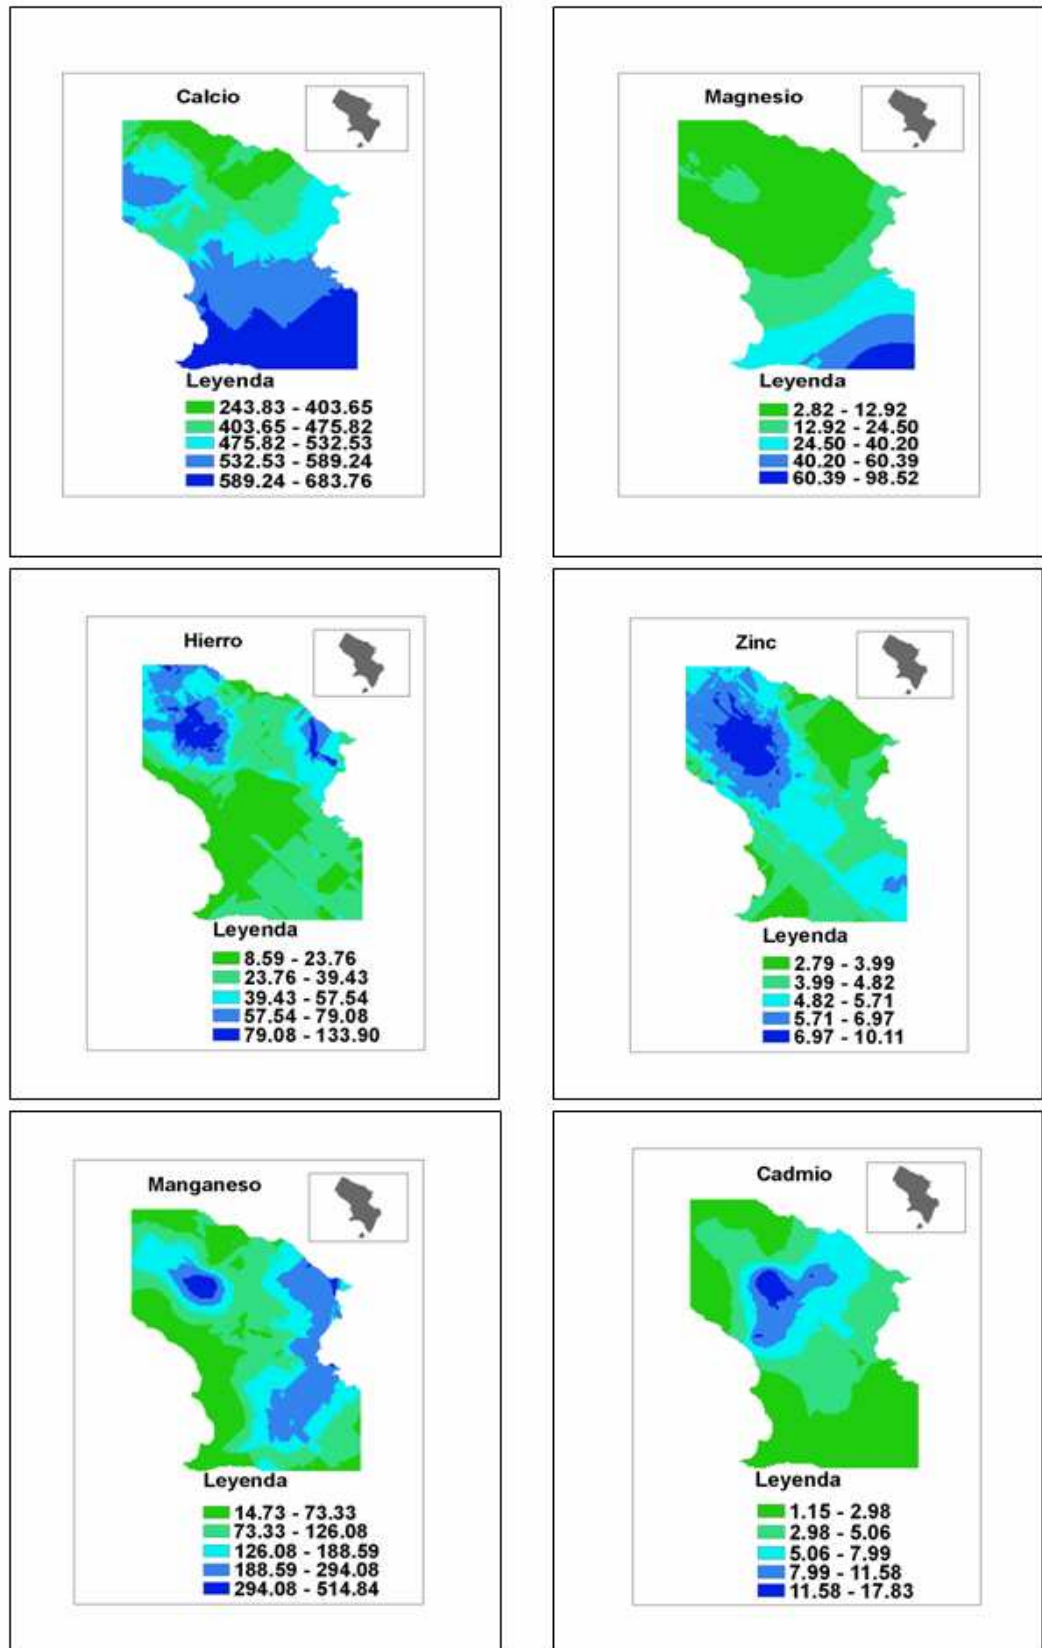 Calcio
Leyenda
243.83 - 403.65
403.65 - 475.82
475.82 - 532.53
532.53 - 589.24
589.24 - 683.76
Magnesio
Leyenda
2.82 - 12.92
12.92 - 24.50
24.50 - 40.20
40.20 - 60.39
60.39 - 98.52
Hierro
Leyenda
8.59 - 23.76
23.76 - 39.43
39.43 - 57.54
57.54 - 79.08
79.08 - 133.90
Zinc
Leyenda
2.79 - 3.99
3.99 - 4.82
4.82 - 5.71
5.71 - 6.97
6.97 - 10.11
Manganeso
Leyenda
14.73 - 73.33
73.33 - 126.08
126.08 - 188.59
188.59 - 294.08
294.08 - 514.84
Cadmio
Leyenda
1.15 - 2.98
2.98 - 5.06
5.06 - 7.99
7.99 - 11.58
11.58 - 17.83